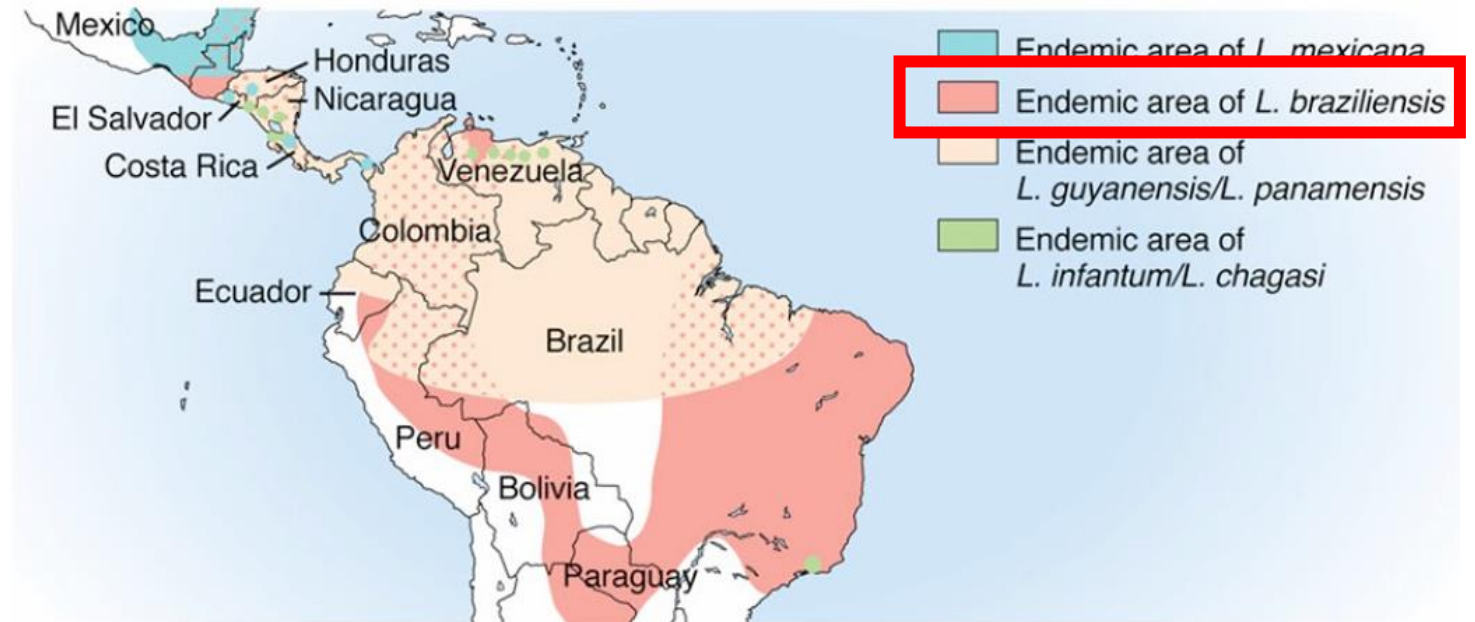 Mexico
Honduras
Nicaragua
El Salvador
Costa Rica
Venezuela
Colombia
Ecuador
Brazil
Peru
Bolivia
Paraguay
Endemic area of L. mexicana
Endemic area of L. braziliensis
Endemic area of
L. guyanensis/L. panamensis
Endemic area of
L. infantum/L. chagasi